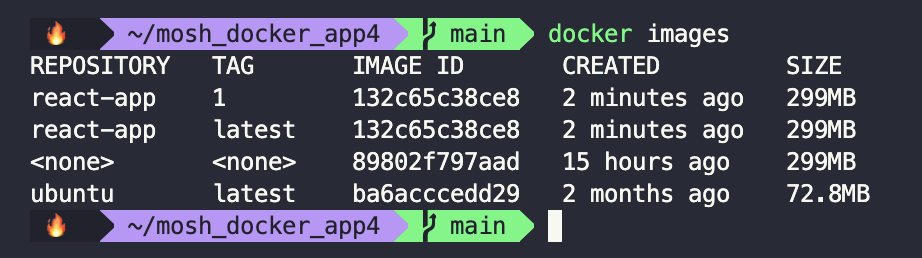 ~/mosh_docker_app4 main docker images
REPOSITORY TAG IMAGE ID CREATED SIZE
react-app 1 132c65c38ce8 2 minutes ago 299MB
react-app latest 132c65c38ce8 2 minutes ago 299MB
<none> <none> 89802f797aad 15 hours ago 299MB
ubuntu latest ba6acccedd29 2 months ago 72.8MB
~/mosh_docker_app4 main